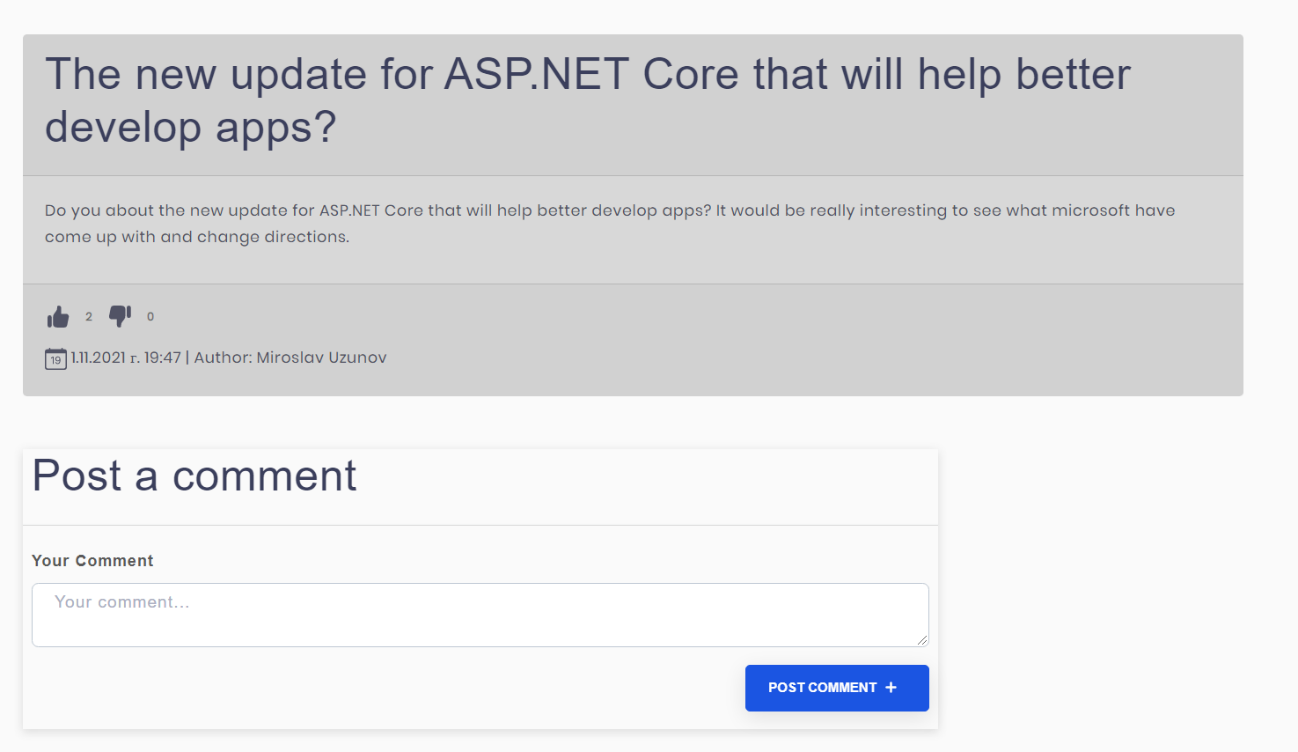 The new update for ASP.NET Core that will help better
develop apps?
Do you about the new update for ASP.NET Core that will help better develop apps? It would be really interesting to see what microsoft have
come up with and change directions.
2 0
19 1.11.2021 г. 19:47 | Author: Miroslav Uzunov
Post a comment
Your Comment
Your comment...
POST COMMENT +